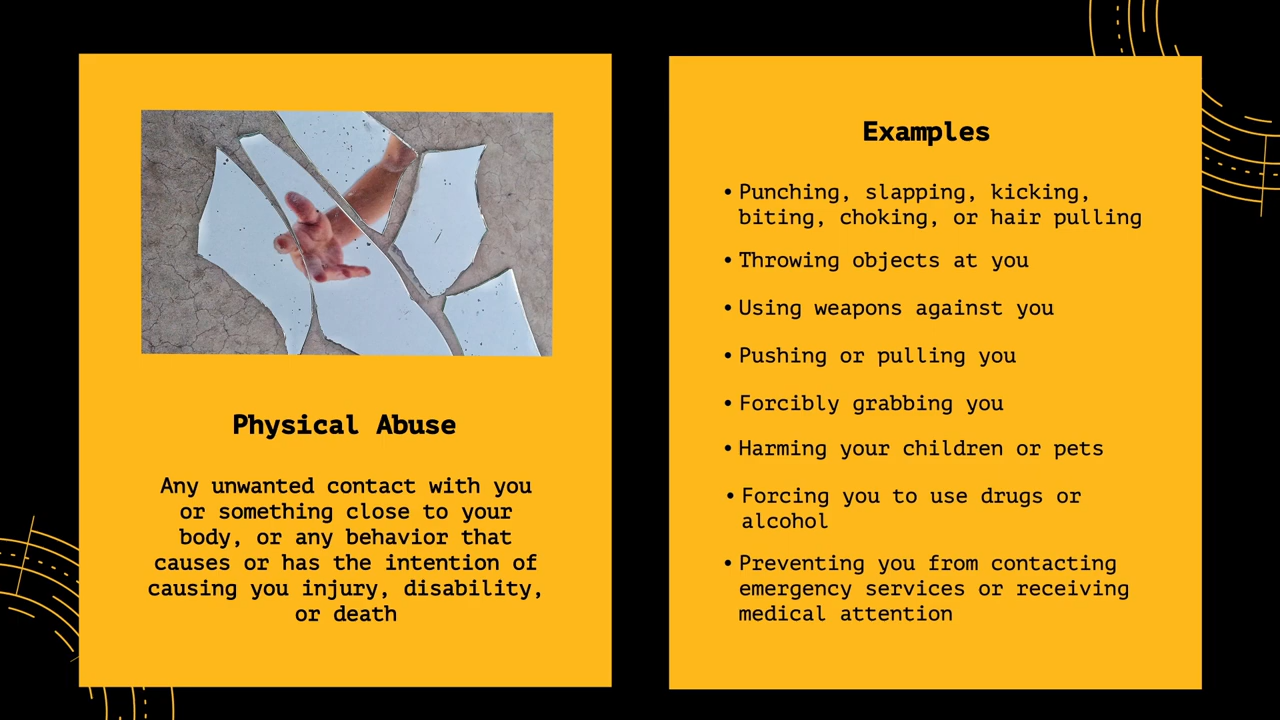 Physical Abuse
Any unwanted contact with you
or something close to your
body, or any behavior that
causes or has the intention of
causing you injury, disability,
or death
Examples
• Punching, slapping, kicking,
biting, choking, or hair pulling
• Throwing objects at you
• Using weapons against you
• Pushing or pulling you
• Forcibly grabbing you
• Harming your children or pets
• Forcing you to use drugs or
alcohol
• Preventing you from contacting
emergency services or receiving
medical attention